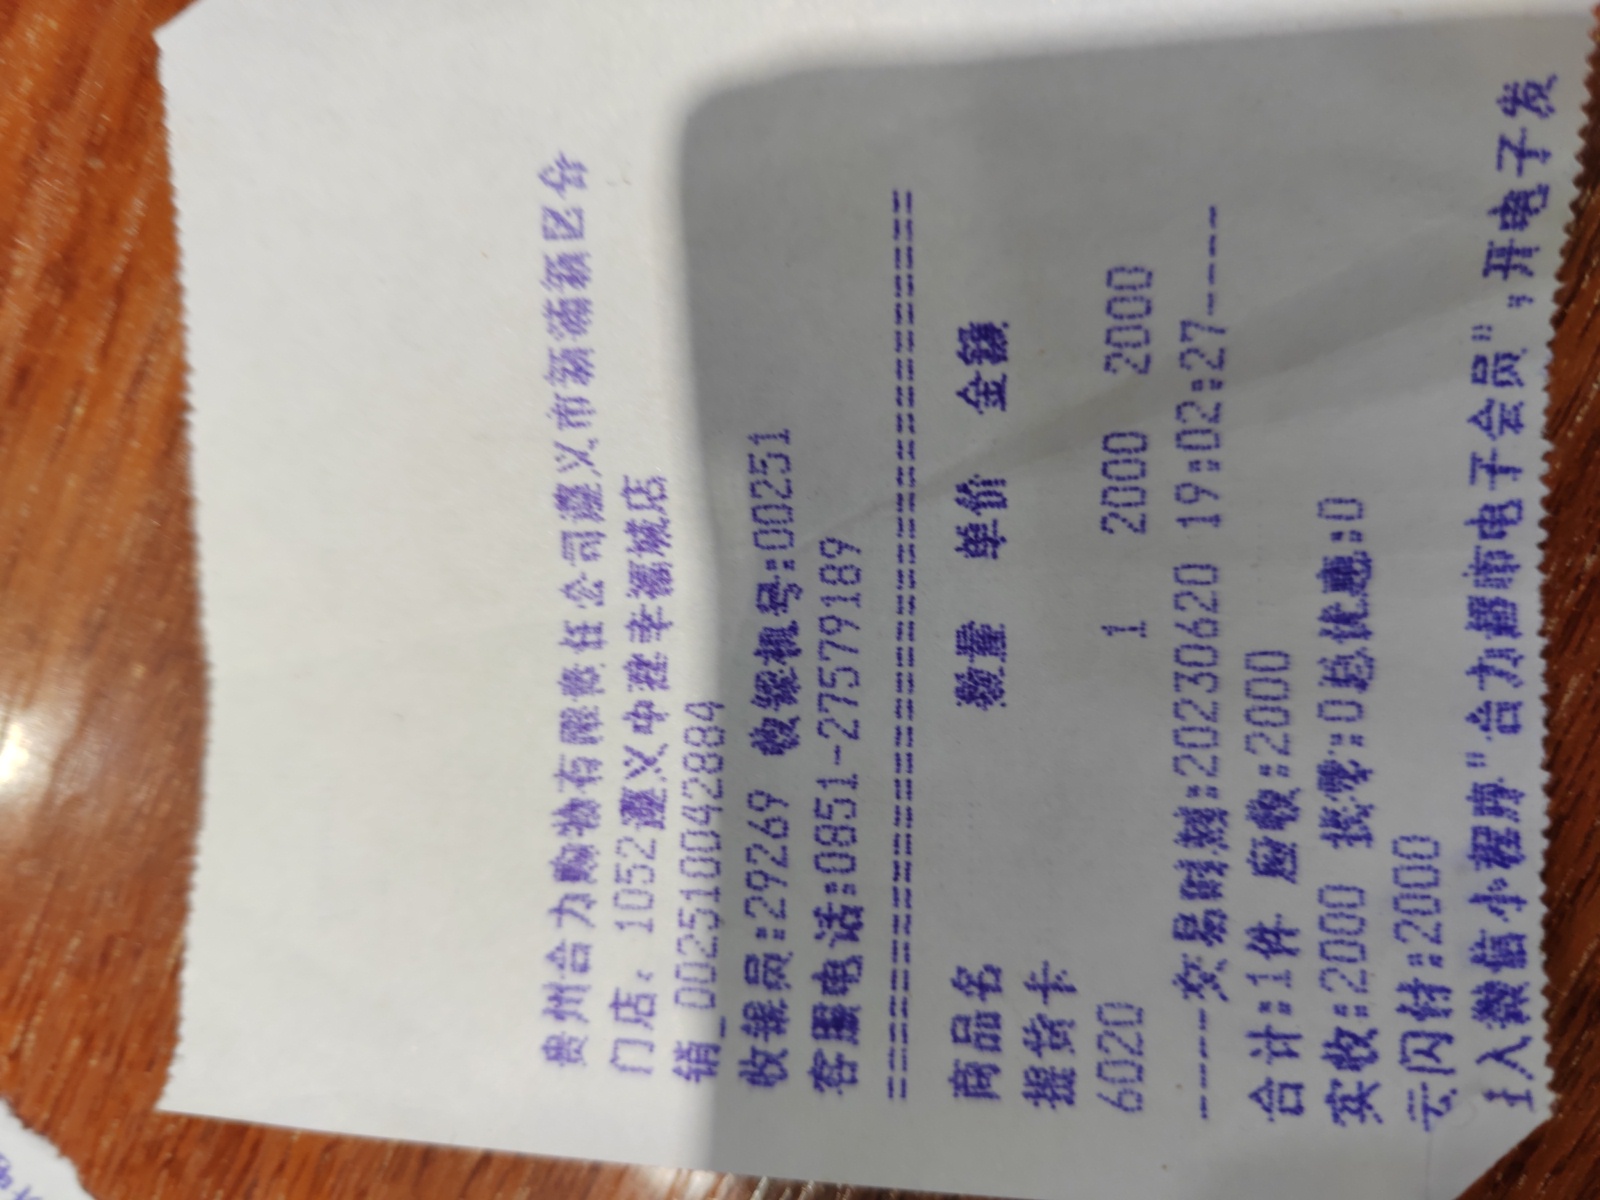 贵州合力购物有限责任公司遵义市新蒲新区分
门店: 1052遵义中建幸福城店
销_002510042884
收银员:29269 收银机号:00251
客服电话:0851-27579189
================================
商品名 数量 单价 金额
提货卡
6020 1 2000 2000
-----交易时然:20230620 19:02:27----
合计:1件 应收:2000
实收:2000 找零:0总优惠:0
云闪付:2000
1入微信小程序"合力超市电子会员",开电子发